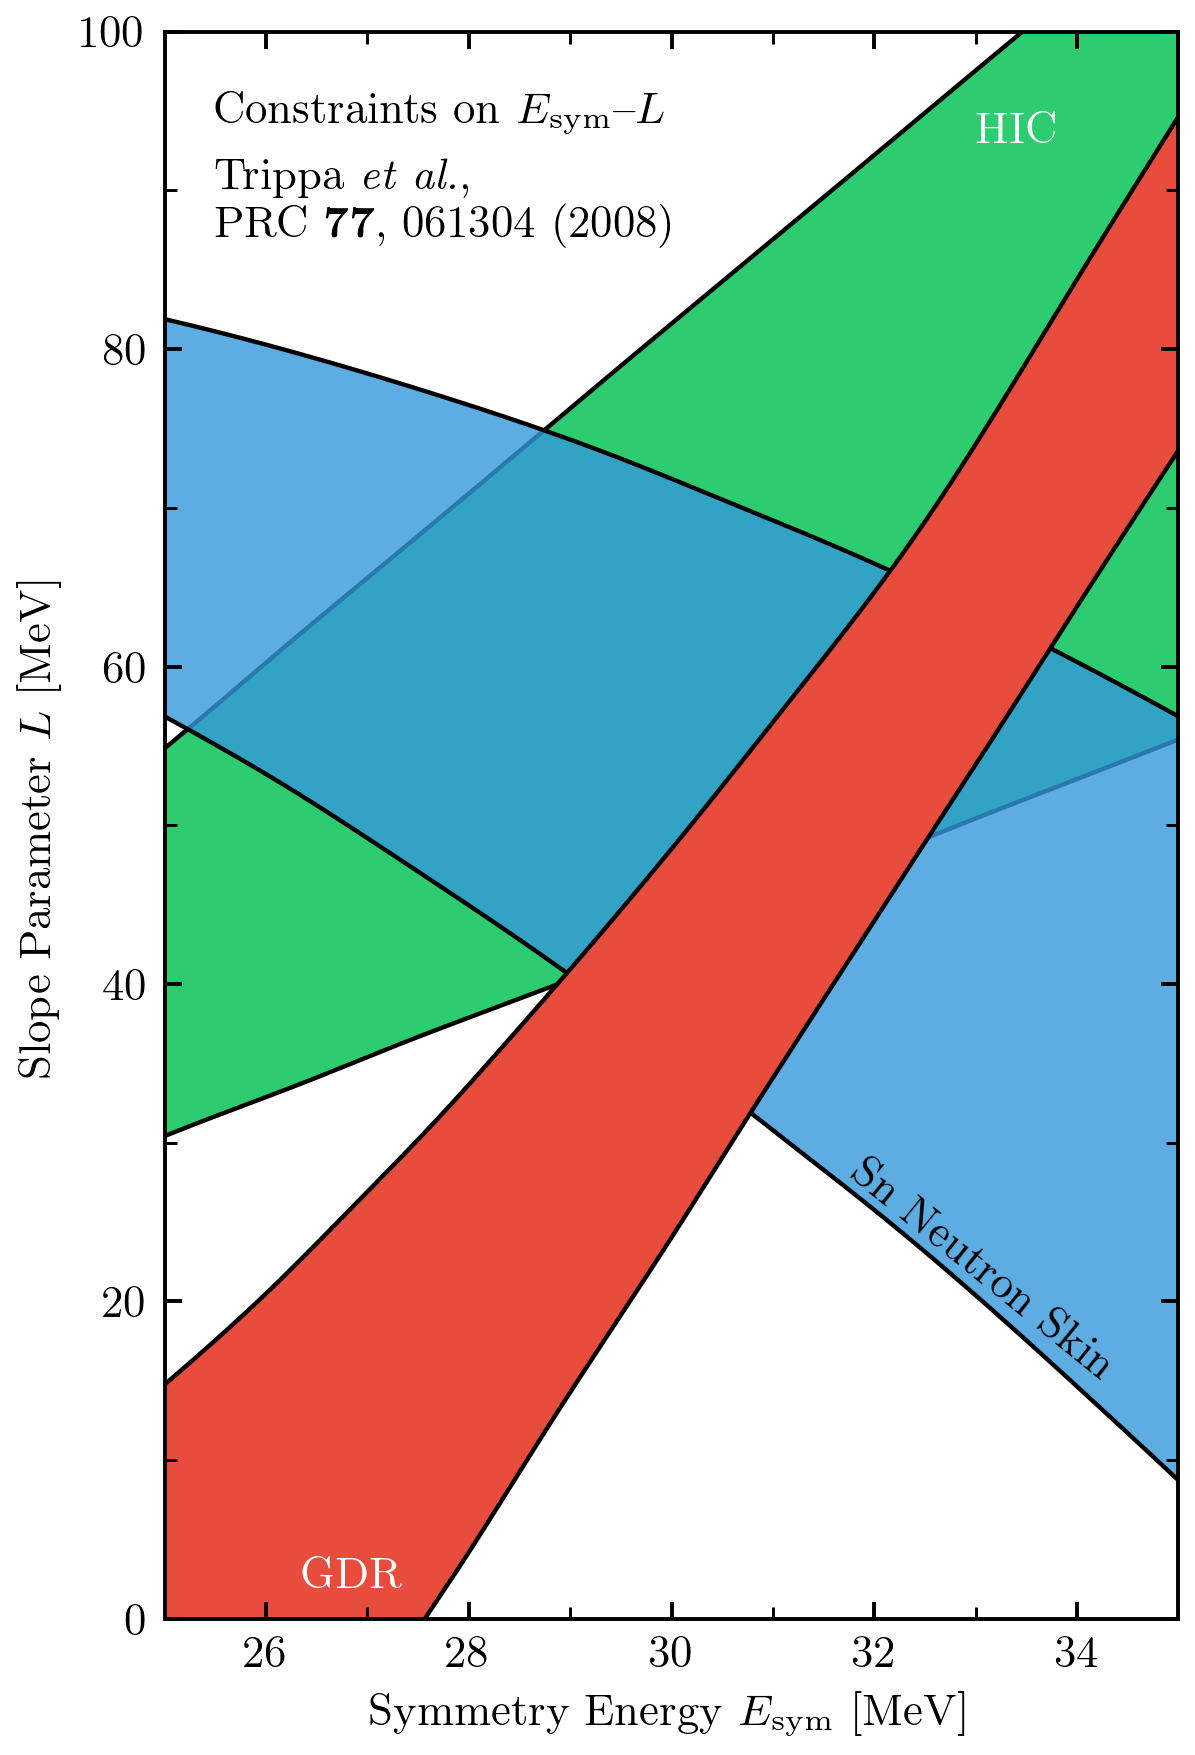 Constraints on E_sym–L
Trippa et al.,
PRC 77, 061304 (2008)
HIC
Sn Neutron Skin
GDR
Slope Parameter L [MeV]
100
80
60
40
20
0
26 28 30 32 34
Symmetry Energy E_sym [MeV]